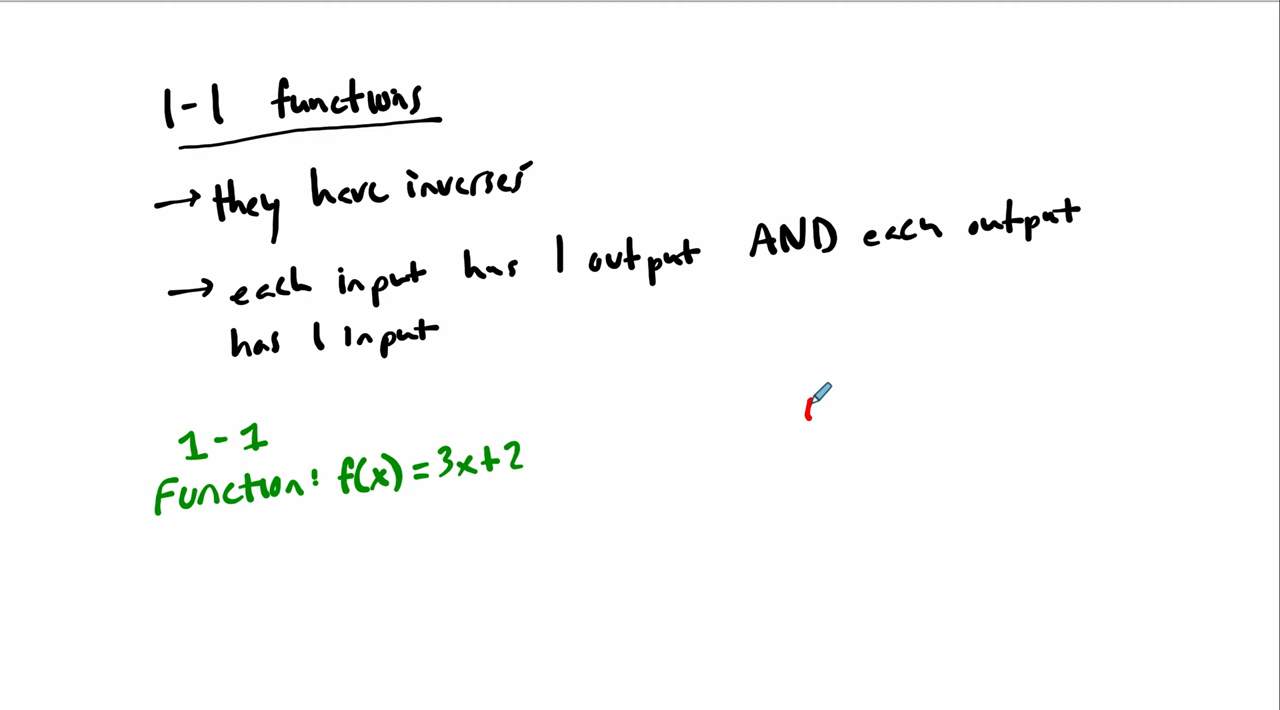 1-1 functions
→ they have inverses
→ each input has 1 output AND each output
has 1 input
1-1
Function: f(x) = 3x+2